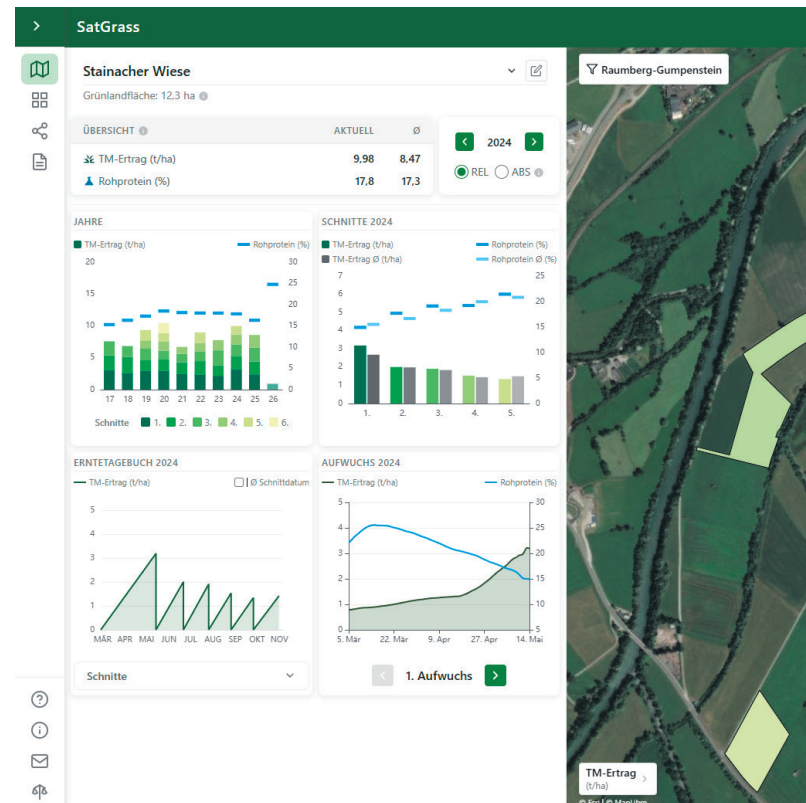 SatGrass
Stainacher Wiese
Grünlandfläche: 12,3 ha
ÜBERSICHT AKTUELL Ø
TM-Ertrag (t/ha) 9,98 8,47
Rohprotein (%) 17,8 17,3
2024
REL ABS
Raumberg-Gumpenstein
JAHRE
TM-Ertrag (t/ha) Rohprotein (%)
20 30
25
15 20
10 15
10
5 5
0 0
17 18 19 20 21 22 23 24 25 26
Schnitte 1. 2. 3. 4. 5. 6.
SCHNITTE 2024
TM-Ertrag (t/ha) Rohprotein (%)
TM-Ertrag Ø (t/ha) Rohprotein Ø (%)
7 25
6
5 20
4 15
3 10
2
1 5
0 0
1. 2. 3. 4. 5.
ERNTETAGEBUCH 2024
TM-Ertrag (t/ha) Ø Schnittdatum
5
4
3
2
1
0
MÄR APR MAI JUN JUL AUG SEP OKT NOV
Schnitte
AUFWUCHS 2024
TM-Ertrag (t/ha) Rohprotein (%)
5 30
4 25
3 20
2 15
1 10
0 5
5. Mär 22. Mär 9. Apr 27. Apr 14. Mai
1. Aufwuchs
TM-Ertrag
(t/ha)